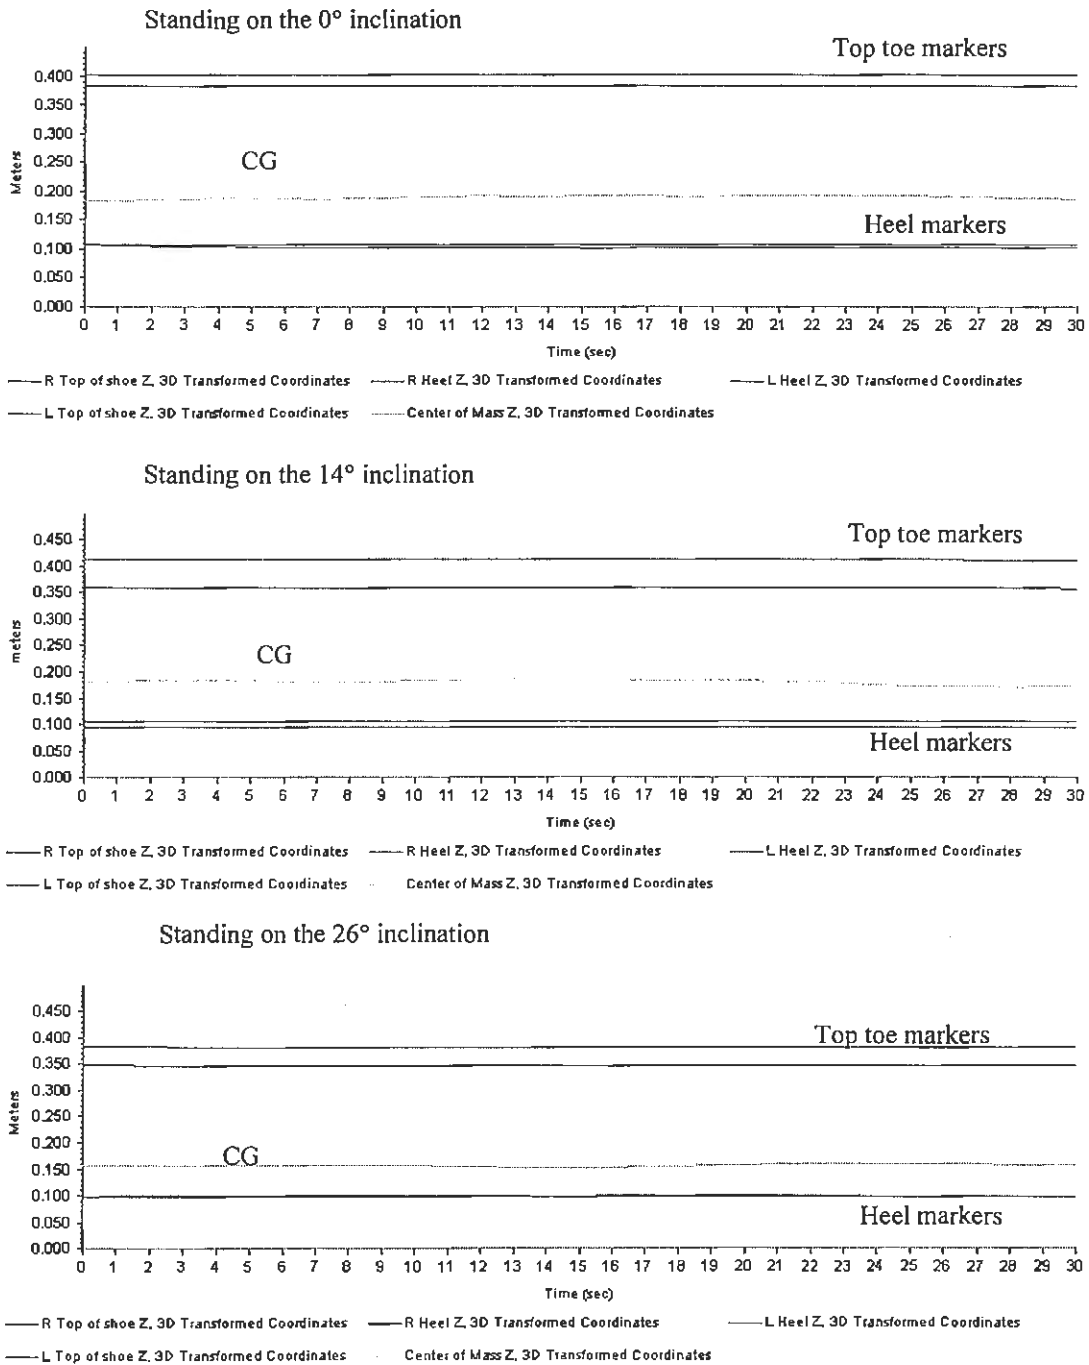 Standing on the 0° inclination
Top toe markers
0.400
0.350
0.300
0.250
0.200
0.150
0.100
0.050
0.000
Meters
CG
Heel markers
0 1 2 3 4 5 6 7 8 9 10 11 12 13 14 15 16 17 18 19 20 21 22 23 24 25 26 27 28 29 30
Time (sec)
R Top of shoe Z, 3D Transformed Coordinates R Heel Z, 3D Transformed Coordinates L Heel Z, 3D Transformed Coordinates
L Top of shoe Z, 3D Transformed Coordinates Center of Mass Z, 3D Transformed Coordinates
Standing on the 14° inclination
Top toe markers
0.450
0.400
0.350
0.300
0.250
0.200
0.150
0.100
0.050
0.000
meters
CG
Heel markers
0 1 2 3 4 5 6 7 8 9 10 11 12 13 14 15 16 17 18 19 20 21 22 23 24 25 26 27 28 29 30
Time (sec)
R Top of shoe Z, 3D Transformed Coordinates R Heel Z, 3D Transformed Coordinates L Heel Z, 3D Transformed Coordinates
L Top of shoe Z, 3D Transformed Coordinates Center of Mass Z, 3D Transformed Coordinates
Standing on the 26° inclination
0.450
0.400
0.350
0.300
0.250
0.200
0.150
0.100
0.050
0.000
Meters
Top toe markers
CG
Heel markers
0 1 2 3 4 5 6 7 8 9 10 11 12 13 14 15 16 17 18 19 20 21 22 23 24 25 26 27 28 29 30
Time (sec)
R Top of shoe Z, 3D Transformed Coordinates R Heel Z, 3D Transformed Coordinates L Heel Z, 3D Transformed Coordinates
L Top of shoe Z, 3D Transformed Coordinates Center of Mass Z, 3D Transformed Coordinates